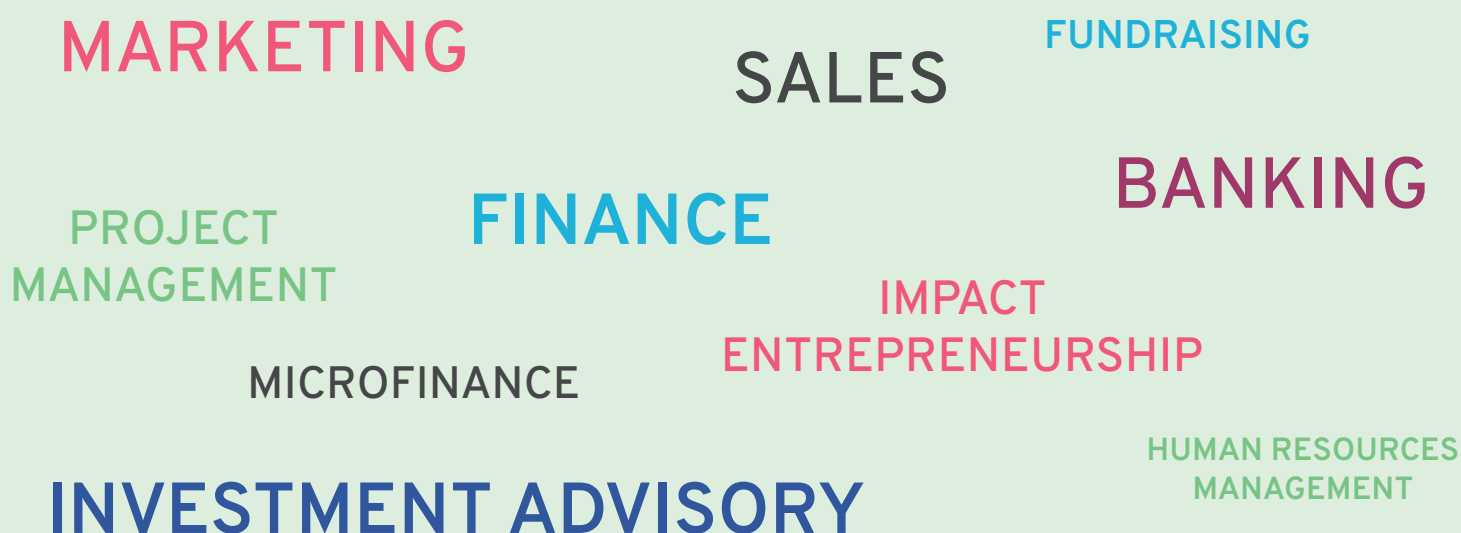 MARKETING
FUNDRAISING
SALES
BANKING
FINANCE
PROJECT
MANAGEMENT
IMPACT
ENTREPRENEURSHIP
MICROFINANCE
HUMAN RESOURCES
MANAGEMENT
INVESTMENT ADVISORY